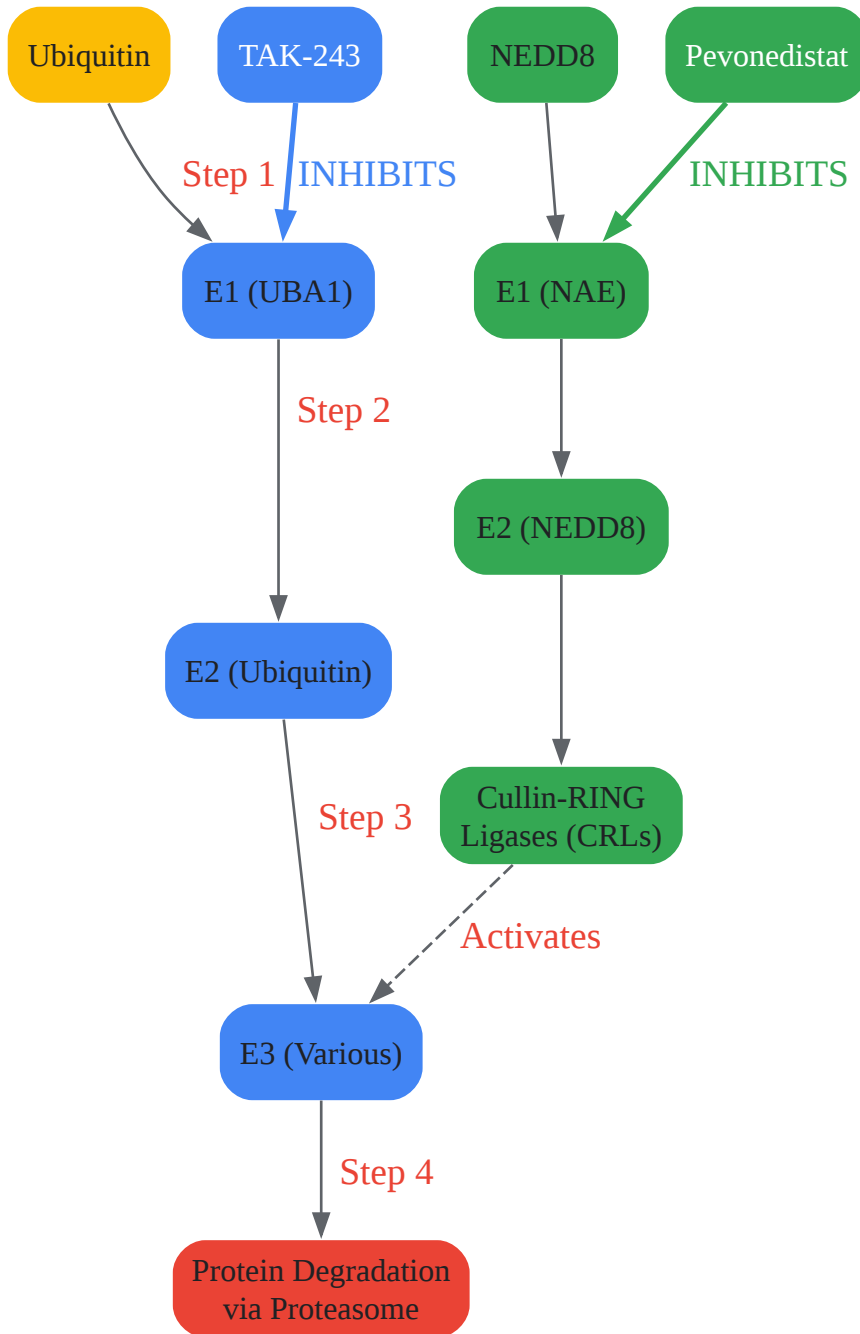 Ubiquitin
TAK-243
NEDD8
Pevonedistat
Step 1
INHIBITS
INHIBITS
E1 (UBA1)
E1 (NAE)
Step 2
E2 (NEDD8)
E2 (Ubiquitin)
Step 3
Cullin-RING
Ligases (CRLs)
Activates
E3 (Various)
Step 4
Protein Degradation
via Proteasome